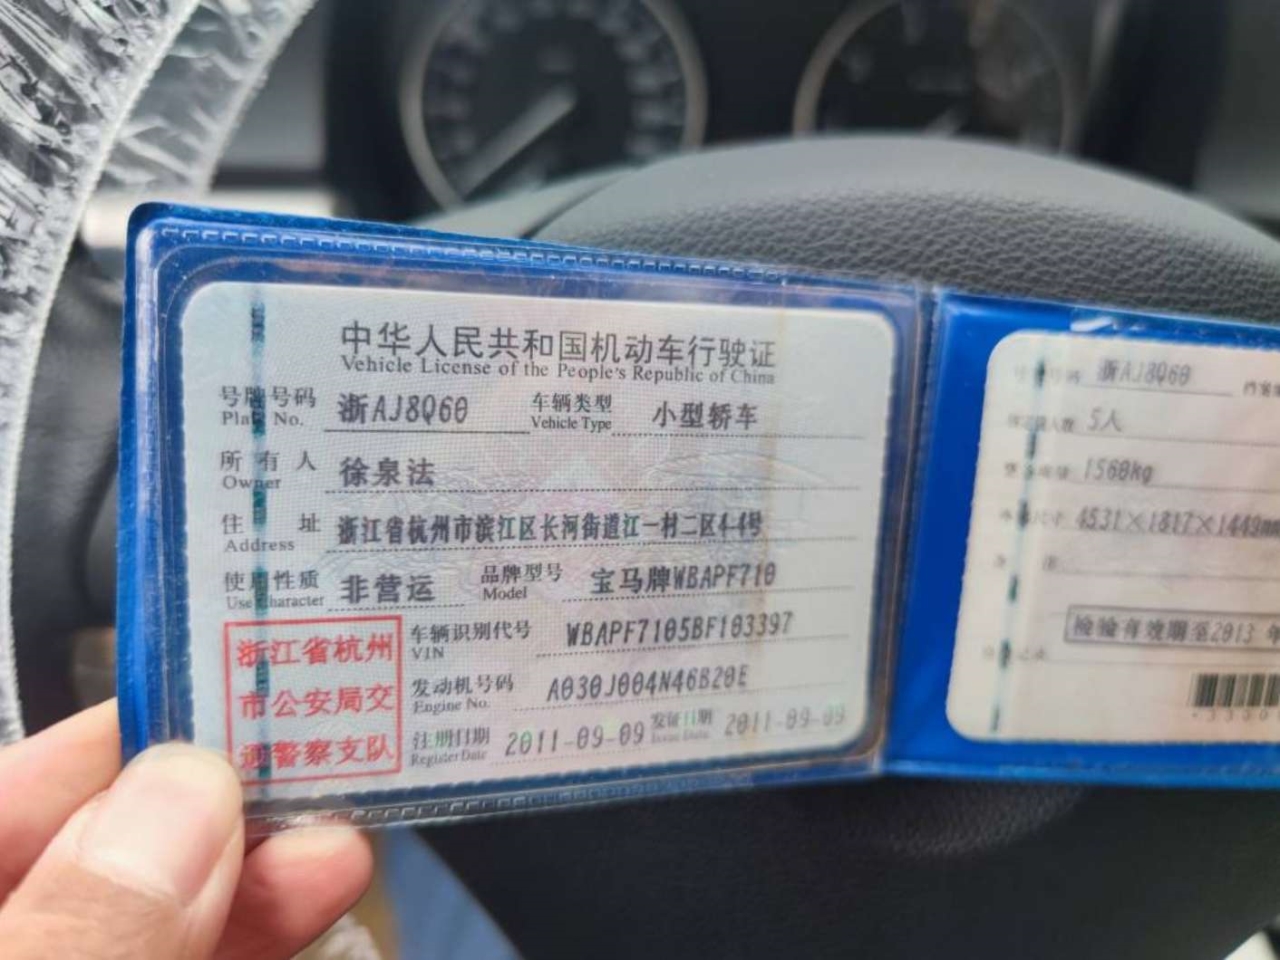 中华人民共和国机动车行驶证
Vehicle License of the People's Republic of China
号牌号码 浙AJ8Q60 车辆类型 小型轿车
Plate No. Vehicle Type
所有人 徐泉法
Owner
住址 浙江省杭州市滨江区长河街道江一村二区4-4号
Address
使用性质 非营运 品牌型号 宝马牌WBAPF710
Use Character Model
浙江省杭州
市公安局交
通警察支队
车辆识别代号 WBAPF7105BF103397
VIN
发动机号码 A030J004N46B20E
Engine No.
注册日期 2011-09-09 发证日期 2011-09-09
Register Date Issue Date
浙AJ8Q60
5人
1560kg
4531×1817×1449
检验有效期至2013